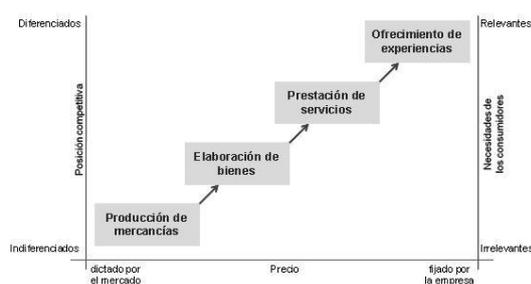 Diferenciados
Relevantes
Ofrecimiento de
experiencias
Prestación de
servicios
Posición competitiva
Necesidades de
los consumidores
Elaboración de
bienes
Producción de
mercancías
Indiferenciados
Irrelevantes
dictado por
el mercado
Precio
fijado por
la empresa